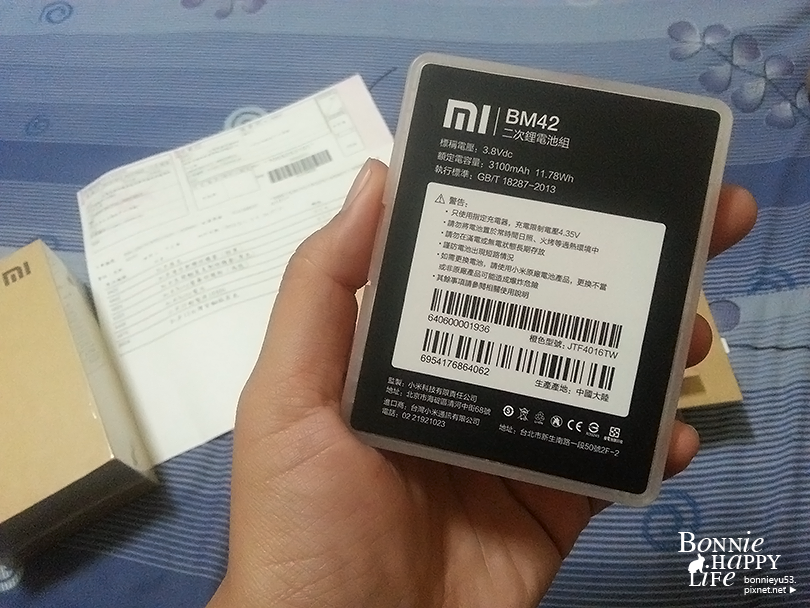 mi
mi
BM42
二次鋰電池組
標稱電壓：3.8Vdc
額定電容量：3100mAh 11.78Wh
執行標準：GB/T 18287-2013
警告：
・只使用指定充電器，充電限制電壓4.35V
・請勿將電池置於常時間日照、火烤等過熱環境中
・請勿在滿電或無電狀態長期存放
・謹防電池出現短路情況
・如需更換電池，請使用小米原廠電池產品，更換不當
或非原廠產品可能造成爆炸危險
・其餘事項請參閱相關使用說明
640600001936
橙色型號：JTF4016TW
6954176864062
生產產地：中國大陸
監製：小米科技有限責任公司
地址：北京市海碇區清河中街68號
進口商：台灣小米通訊有限公司
電話：02 21921023
地址：台北市新生南路一段50號2F-2
BONNIE
HAPPY
LIFE
bonnieyu53.
pixnet.net